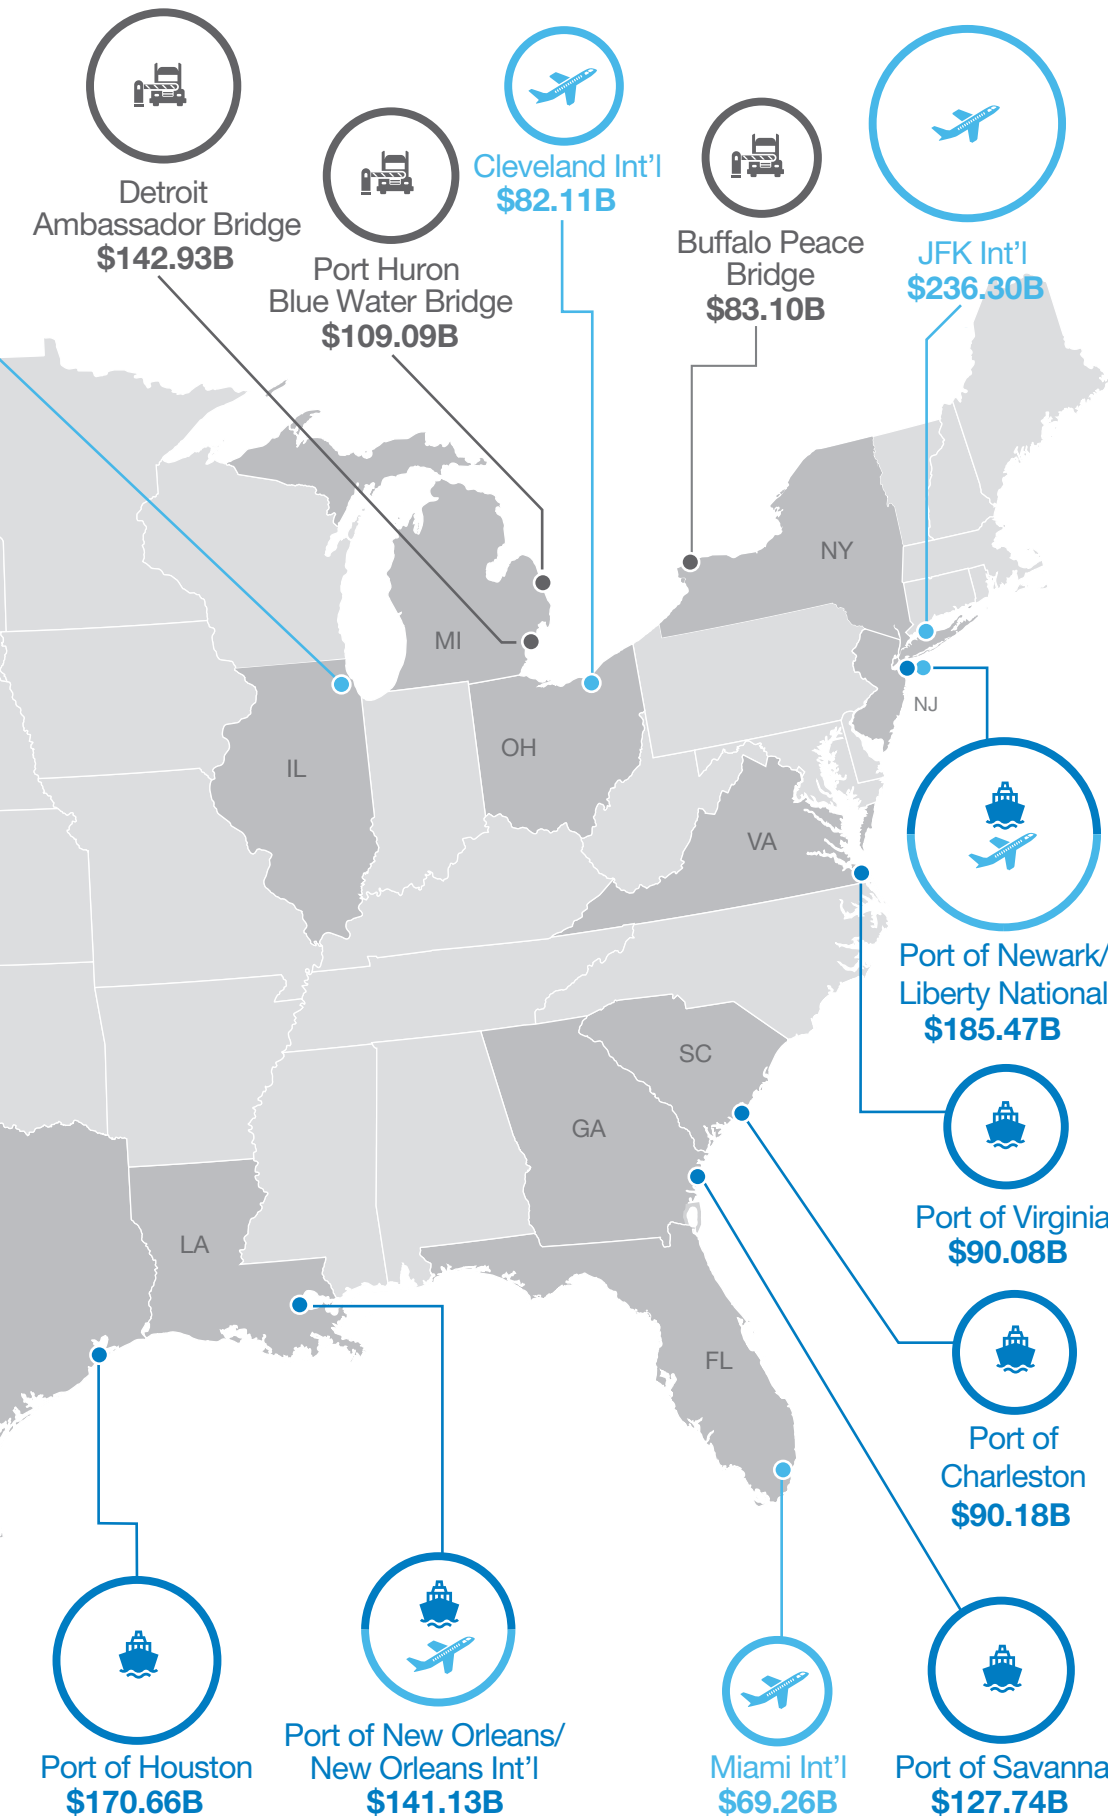 Detroit
Ambassador Bridge
$142.93B
Port Huron
Blue Water Bridge
$109.09B
Cleveland Int'l
$82.11B
Buffalo Peace
Bridge
$83.10B
JFK Int'l
$236.30B
NY
MI
NJ
OH
IL
VA
Port of Newark/
Liberty National
$185.47B
SC
GA
Port of Virginia
$90.08B
LA
FL
Port of
Charleston
$90.18B
Port of Houston
$170.66B
Port of New Orleans/
New Orleans Int'l
$141.13B
Miami Int'l
$69.26B
Port of Savanna
$127.74B